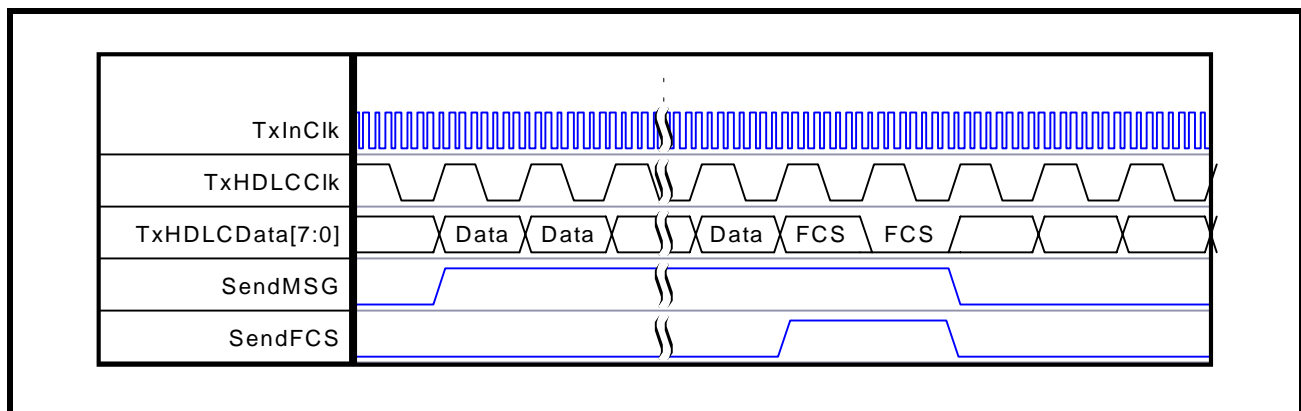 TxInClk
TxHDLCClk
TxHDLCData[7:0] Data Data Data FCS FCS
SendMSG
SendFCS